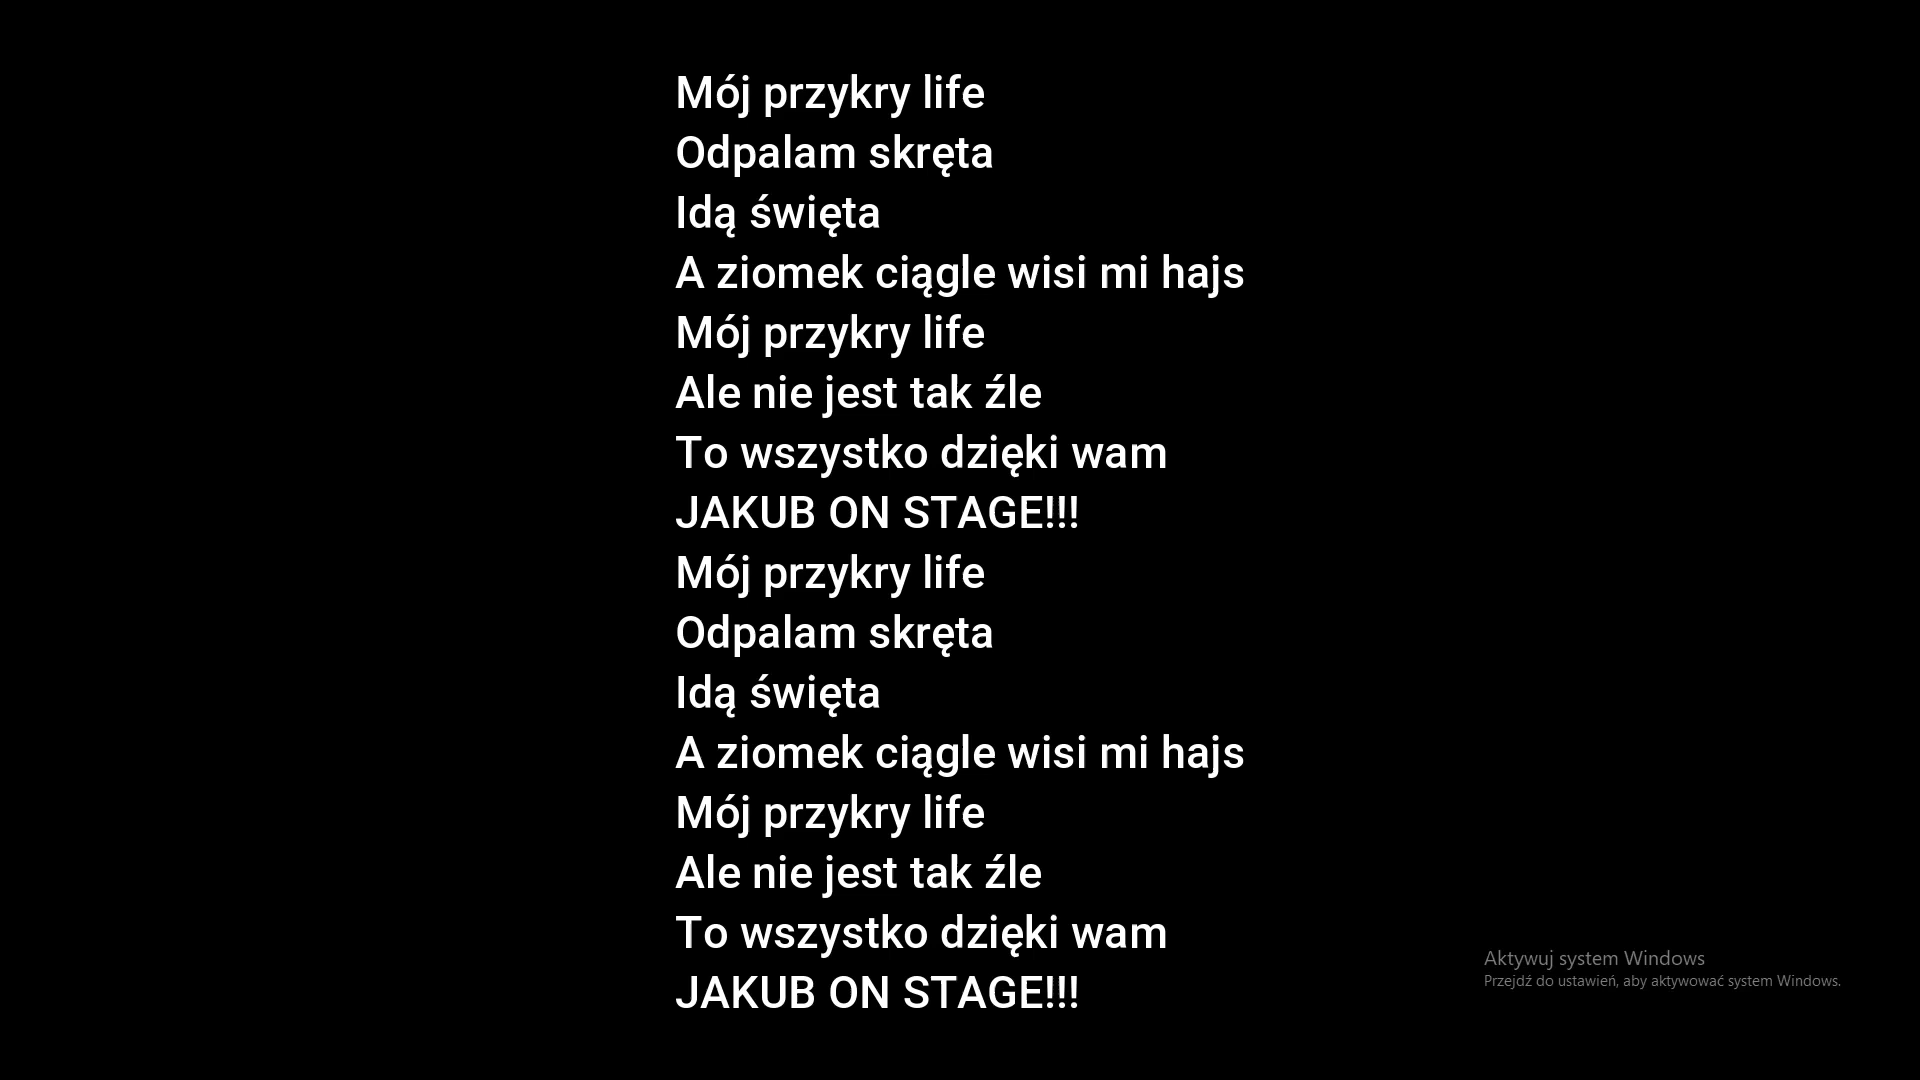 Mój przykry life
Odpalam skręta
Idą święta
A ziomek ciągle wisi mi hajs
Mój przykry life
Ale nie jest tak źle
To wszystko dzięki wam
JAKUB ON STAGE!!!
Mój przykry life
Odpalam skręta
Idą święta
A ziomek ciągle wisi mi hajs
Mój przykry life
Ale nie jest tak źle
To wszystko dzięki wam
JAKUB ON STAGE!!!
Aktywuj system Windows
Przejdź do ustawień, aby aktywować system Windows.